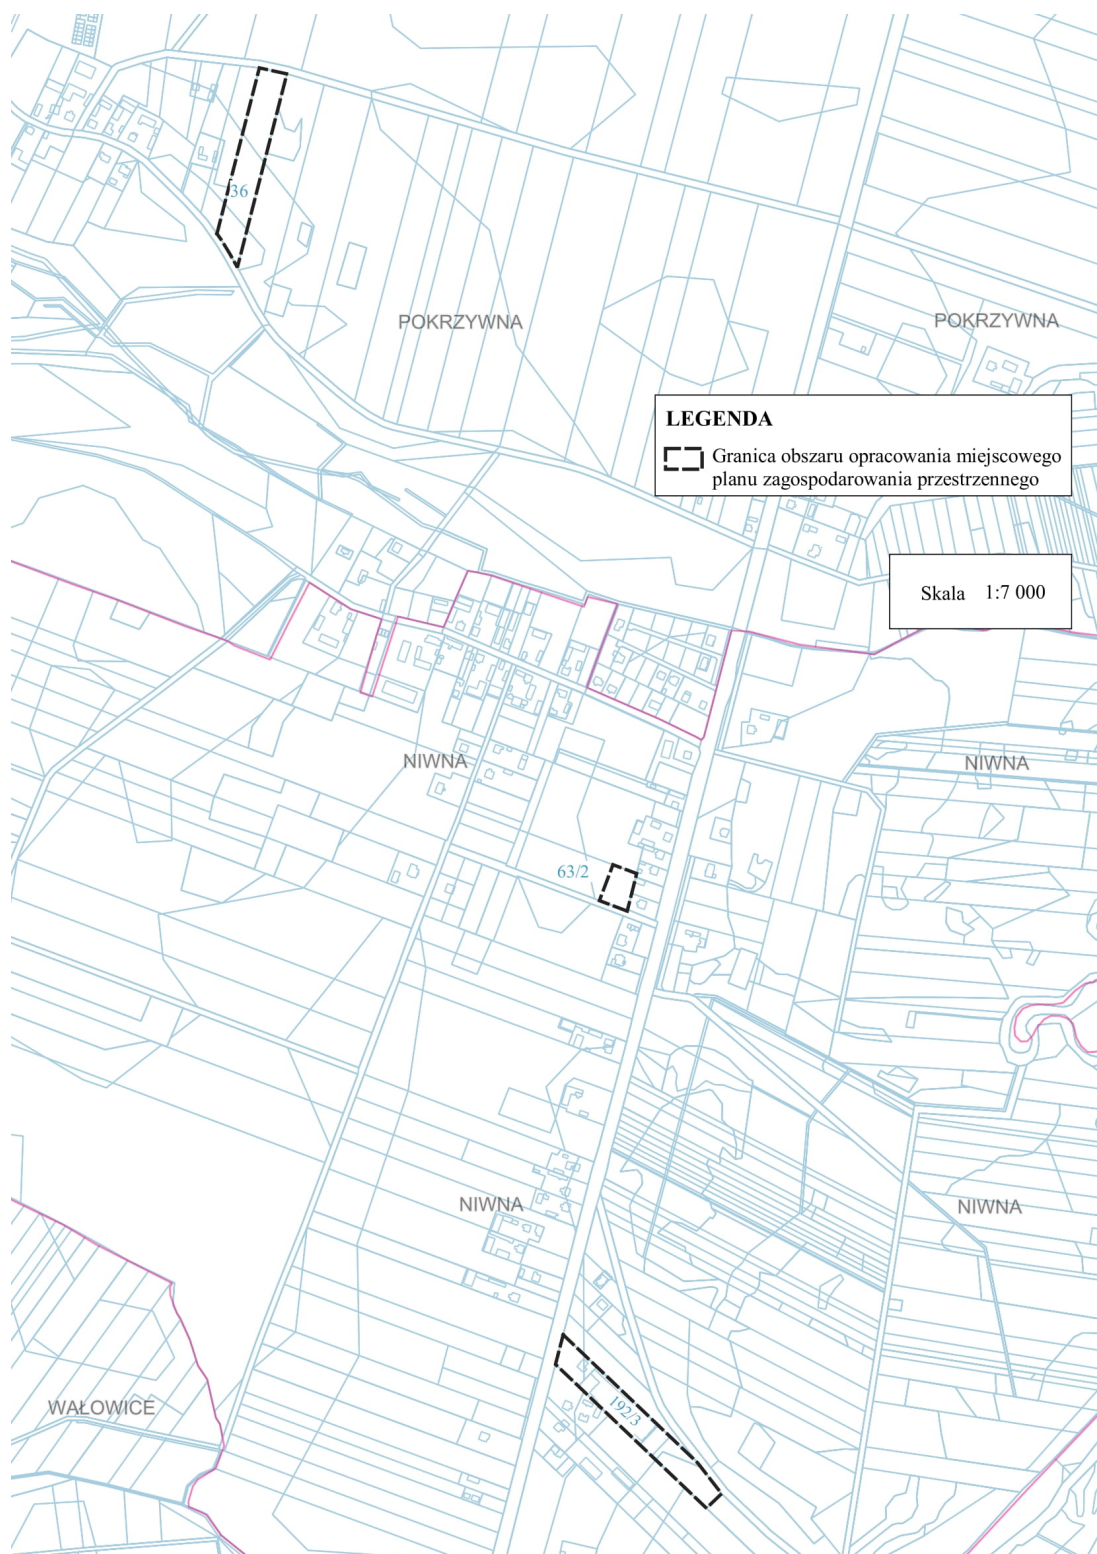 36
POKRZYWNA
POKRZYWNA
LEGENDA
Granica obszaru opracowania miejscowego
planu zagospodarowania przestrzennego
Skala 1:7 000
NIWNA
NIWNA
63/2
NIWNA
NIWNA
WAŁOWICE
192/3